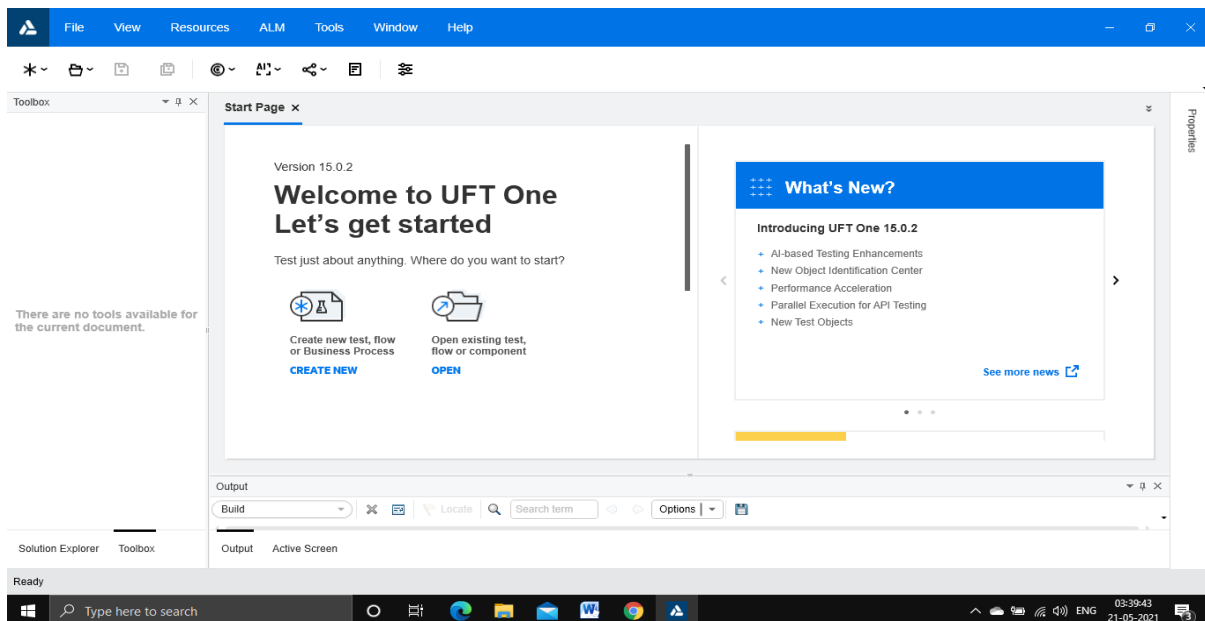 File View Resources ALM Tools Window Help
Toolbox
Start Page
Properties
Version 15.0.2
Welcome to UFT One
Let's get started
Test just about anything. Where do you want to start?
Create new test, flow
or Business Process
CREATE NEW
Open existing test,
flow or component
OPEN
What's New?
Introducing UFT One 15.0.2
AI-based Testing Enhancements
New Object Identification Center
Performance Acceleration
Parallel Execution for API Testing
New Test Objects
See more news
There are no tools available for
the current document.
Output
Build Locate Search term Options
Solution Explorer Toolbox
Output Active Screen
Ready
Type here to search
ENG
03:39:43
21-05-2021
3